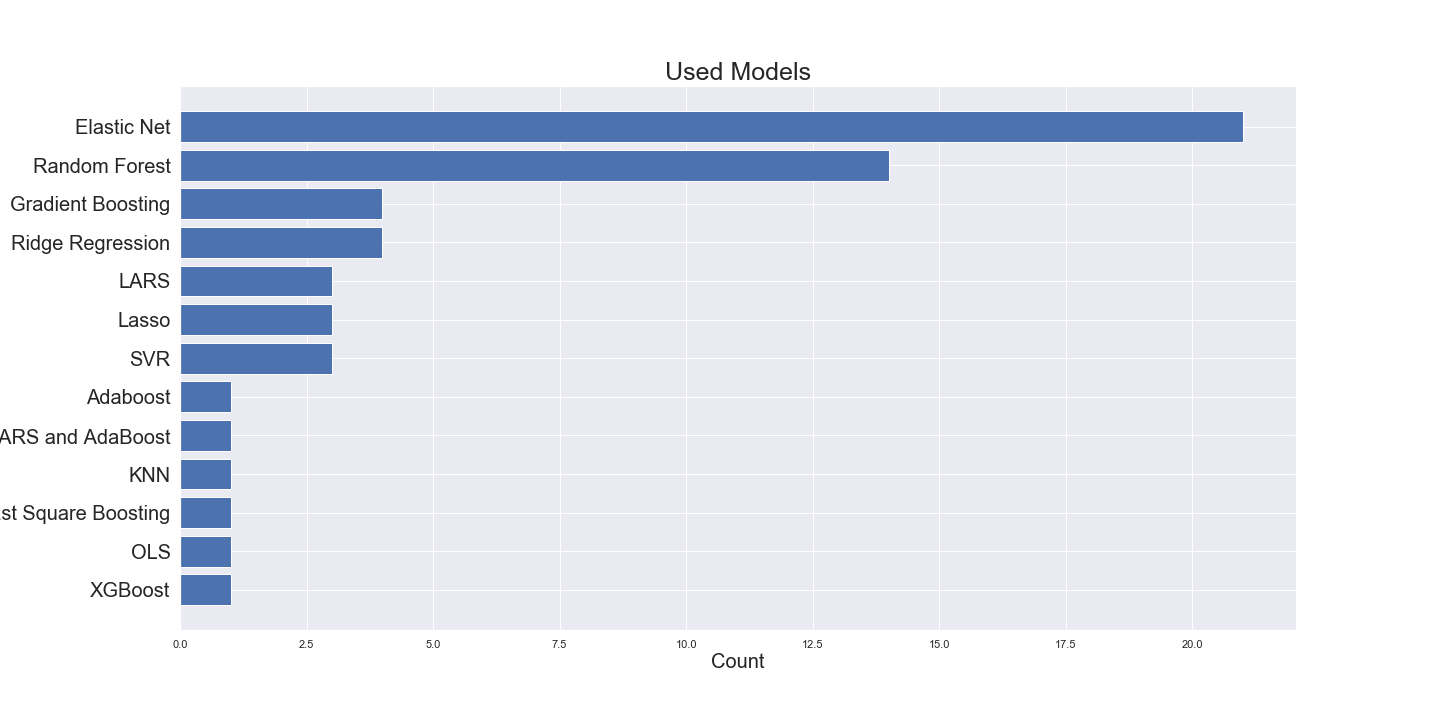 Used Models
Elastic Net
Random Forest
Gradient Boosting
Ridge Regression
LARS
Lasso
SVR
Adaboost
and AdaBoost
KNN
Square Boosting
OLS
XGBoost
0.0 2.5 5.0 7.5 10.0 12.5 15.0 17.5 20.0
Count